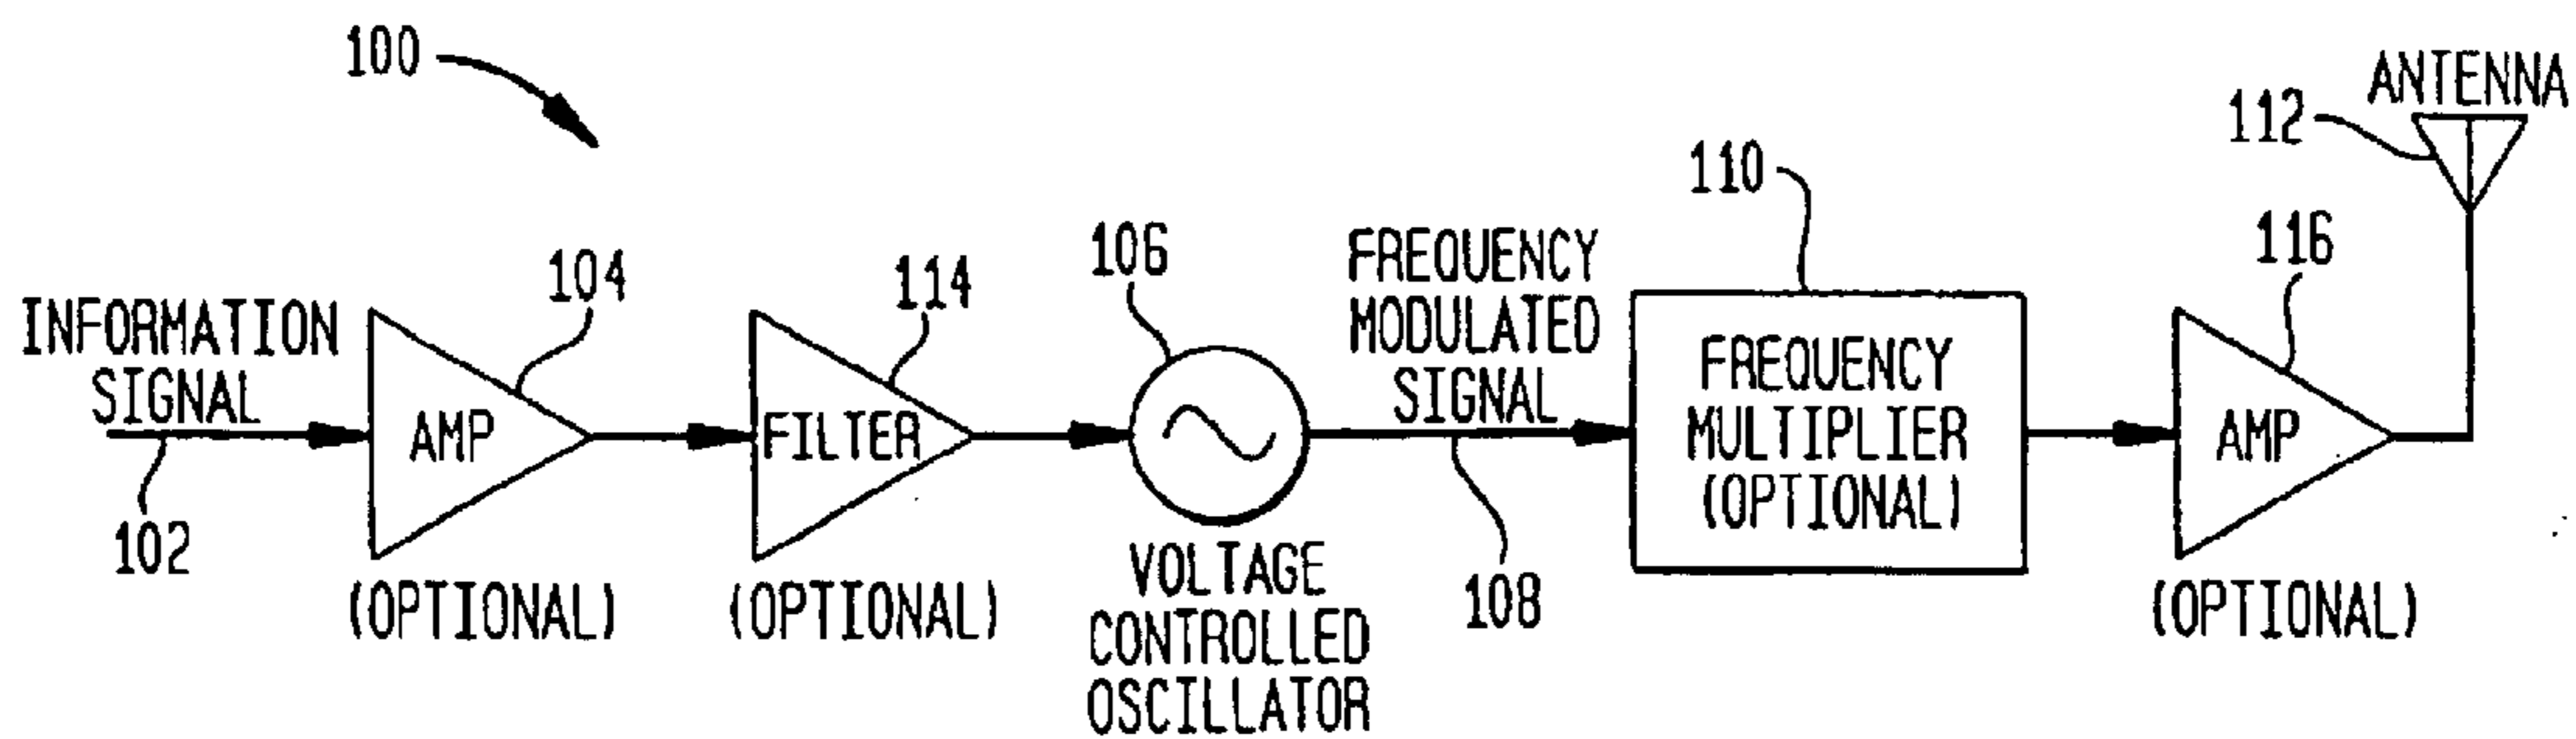 100
INFORMATION
SIGNAL
102
104
AMP
(OPTIONAL)
114
FILTER
(OPTIONAL)
106
VOLTAGE
CONTROLLED
OSCILLATOR
FREQUENCY
MODULATED
SIGNAL
108
110
FREQUENCY
MULTIPLIER
(OPTIONAL)
116
AMP
(OPTIONAL)
ANTENNA
112